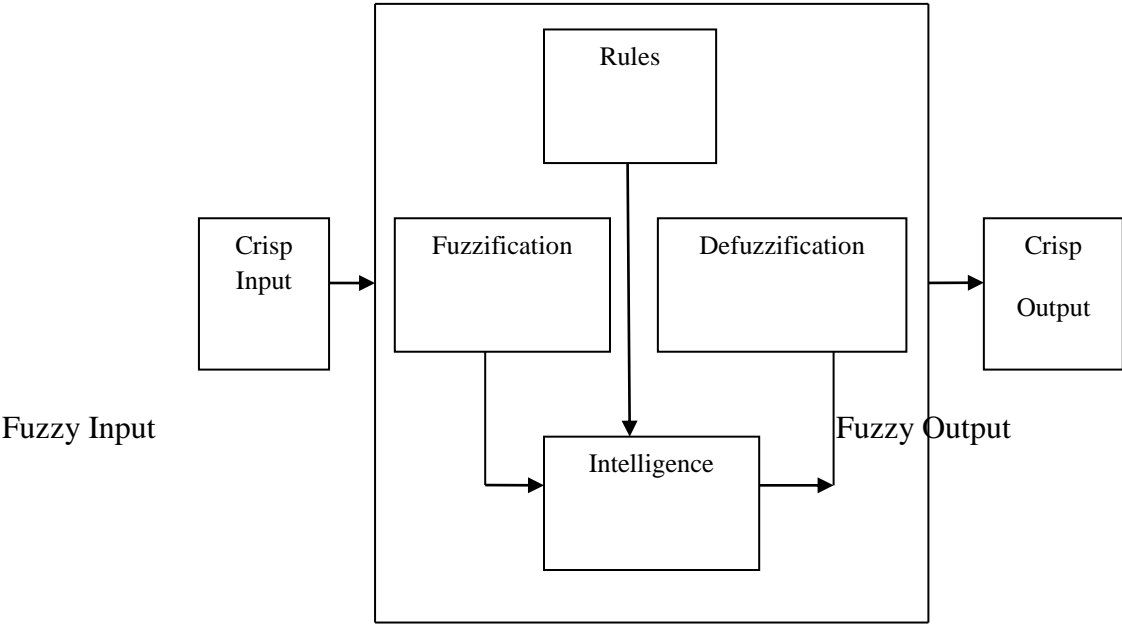 Rules
Crisp
Input
Fuzzification
Defuzzification
Crisp
Output
Fuzzy Input
Fuzzy Output
Intelligence